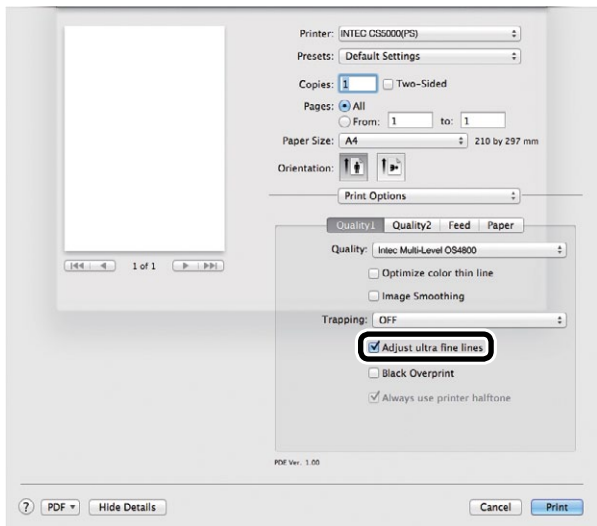 Printer: INTEC CS5000(PS)
Presets: Default Settings
Copies: 1 Two-Sided
Pages: All
From: 1 to: 1
Paper Size: A4 210 by 297 mm
Orientation:
Print Options
Quality1 Quality2 Feed Paper
Quality: Intec Multi-Level OS4800
1 of 1
Optimize color thin line
Image Smoothing
Trapping: OFF
Adjust ultra fine lines
Black Overprint
Always use printer halftone
PDE Ver. 1.00
? PDF Hide Details Cancel Print